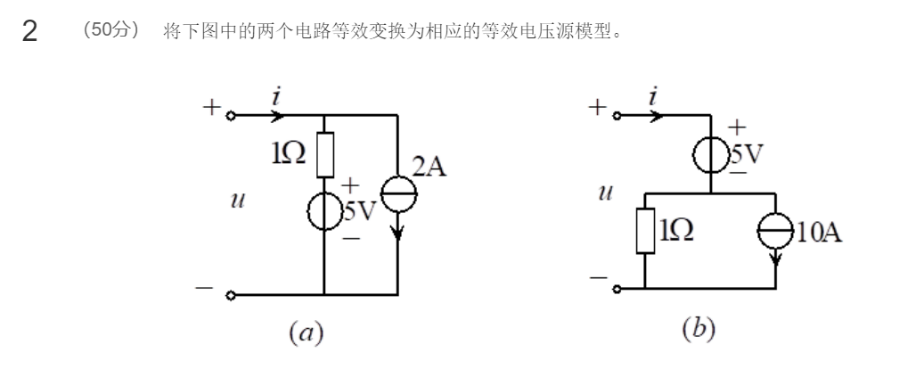 2 (50分) 将下图中的两个电路等效变换为相应的等效电压源模型。
+ i
1Ω
2A
+
u
5V
−
−
(a)
+ i
+
5V
−
u
1Ω
10A
−
(b)